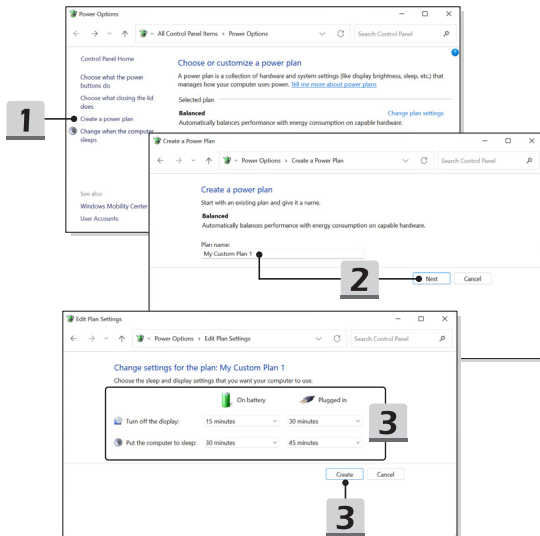 Power Options
All Control Panel Items > Power Options
Search Control Panel
Control Panel Home
Choose what the power
buttons do
Choose what closing the lid
does
Create a power plan
Change when the computer
sleeps
See also
Windows Mobility Center
User Accounts
Choose or customize a power plan
A power plan is a collection of hardware and system settings (like display brightness, sleep, etc.) that
manages how your computer uses power. Tell me more about power plans
Selected plan
Balanced
Change plan settings
Automatically balances performance with energy consumption on capable hardware.
1
Create a Power Plan
Power Options > Create a Power Plan
Search Control Panel
Create a power plan
Start with an existing plan and give it a name.
Balanced
Automatically balances performance with energy consumption on capable hardware.
Plan name:
My Custom Plan 1
2
Next
Cancel
Edit Plan Settings
Power Options > Edit Plan Settings
Search Control Panel
Change settings for the plan: My Custom Plan 1
Choose the sleep and display settings that you want your computer to use.
On battery
Plugged in
Turn off the display:
15 minutes
30 minutes
Put the computer to sleep:
30 minutes
45 minutes
3
Create
Cancel
3